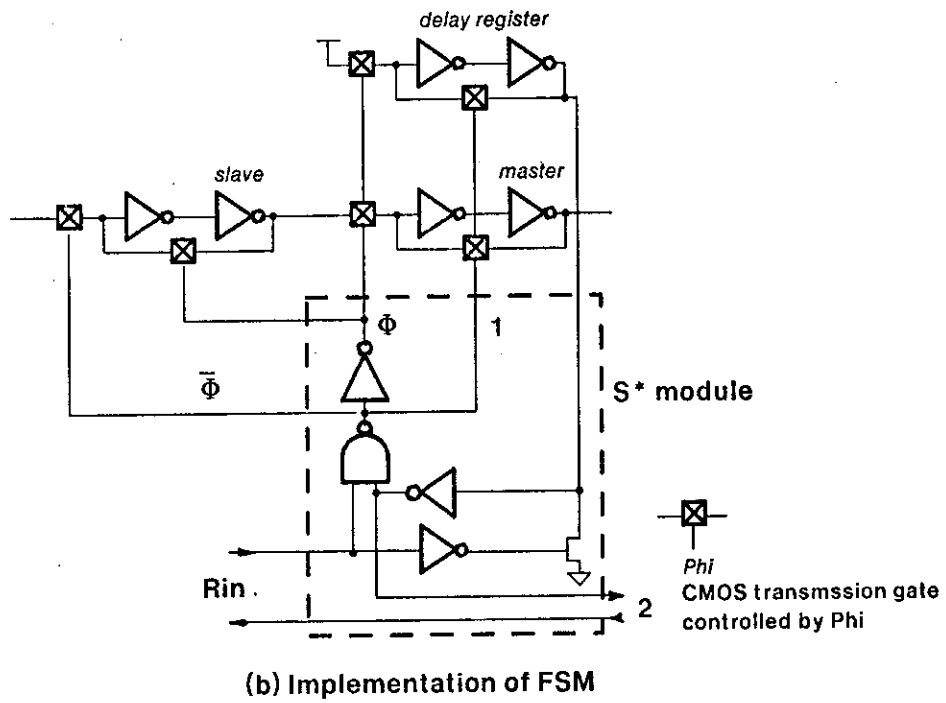 delay register
slave
master
Φ
1
Φ̄
S* module
Rin
2
Phi
CMOS transmssion gate
controlled by Phi
(b) Implementation of FSM